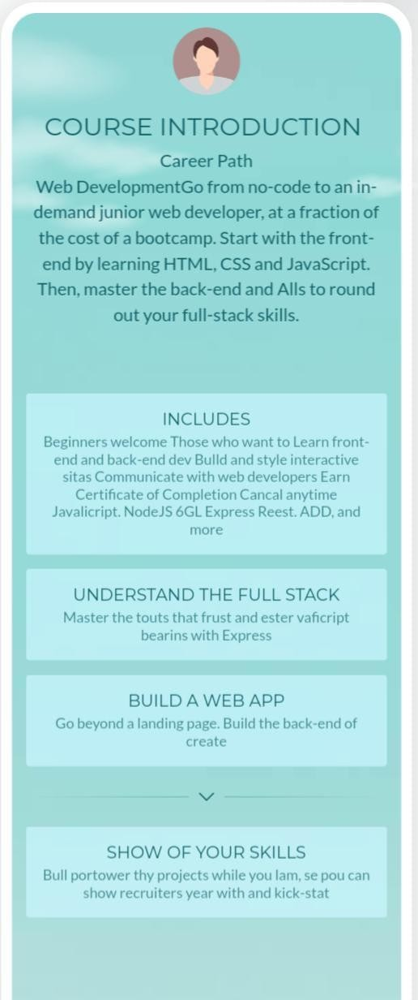 COURSE INTRODUCTION
Career Path
Web DevelopmentGo from no-code to an in-
demand junior web developer, at a fraction of
the cost of a bootcamp. Start with the front-
end by learning HTML, CSS and JavaScript.
Then, master the back-end and Alls to round
out your full-stack skills.
INCLUDES
Beginners welcome Those who want to Learn front-
end and back-end dev Bulld and style interactive
sitas Communicate with web developers Earn
Certificate of Completion Cancal anytime
Javalicript. NodeJS 6GL Express Reest. ADD, and
more
UNDERSTAND THE FULL STACK
Master the touts that frust and ester vaficript
bearins with Express
BUILD A WEB APP
Go beyond a landing page. Build the back-end of
create
SHOW OF YOUR SKILLS
Bull portower thy projects while you lam, se pou can
show recruiters year with and kick-stat